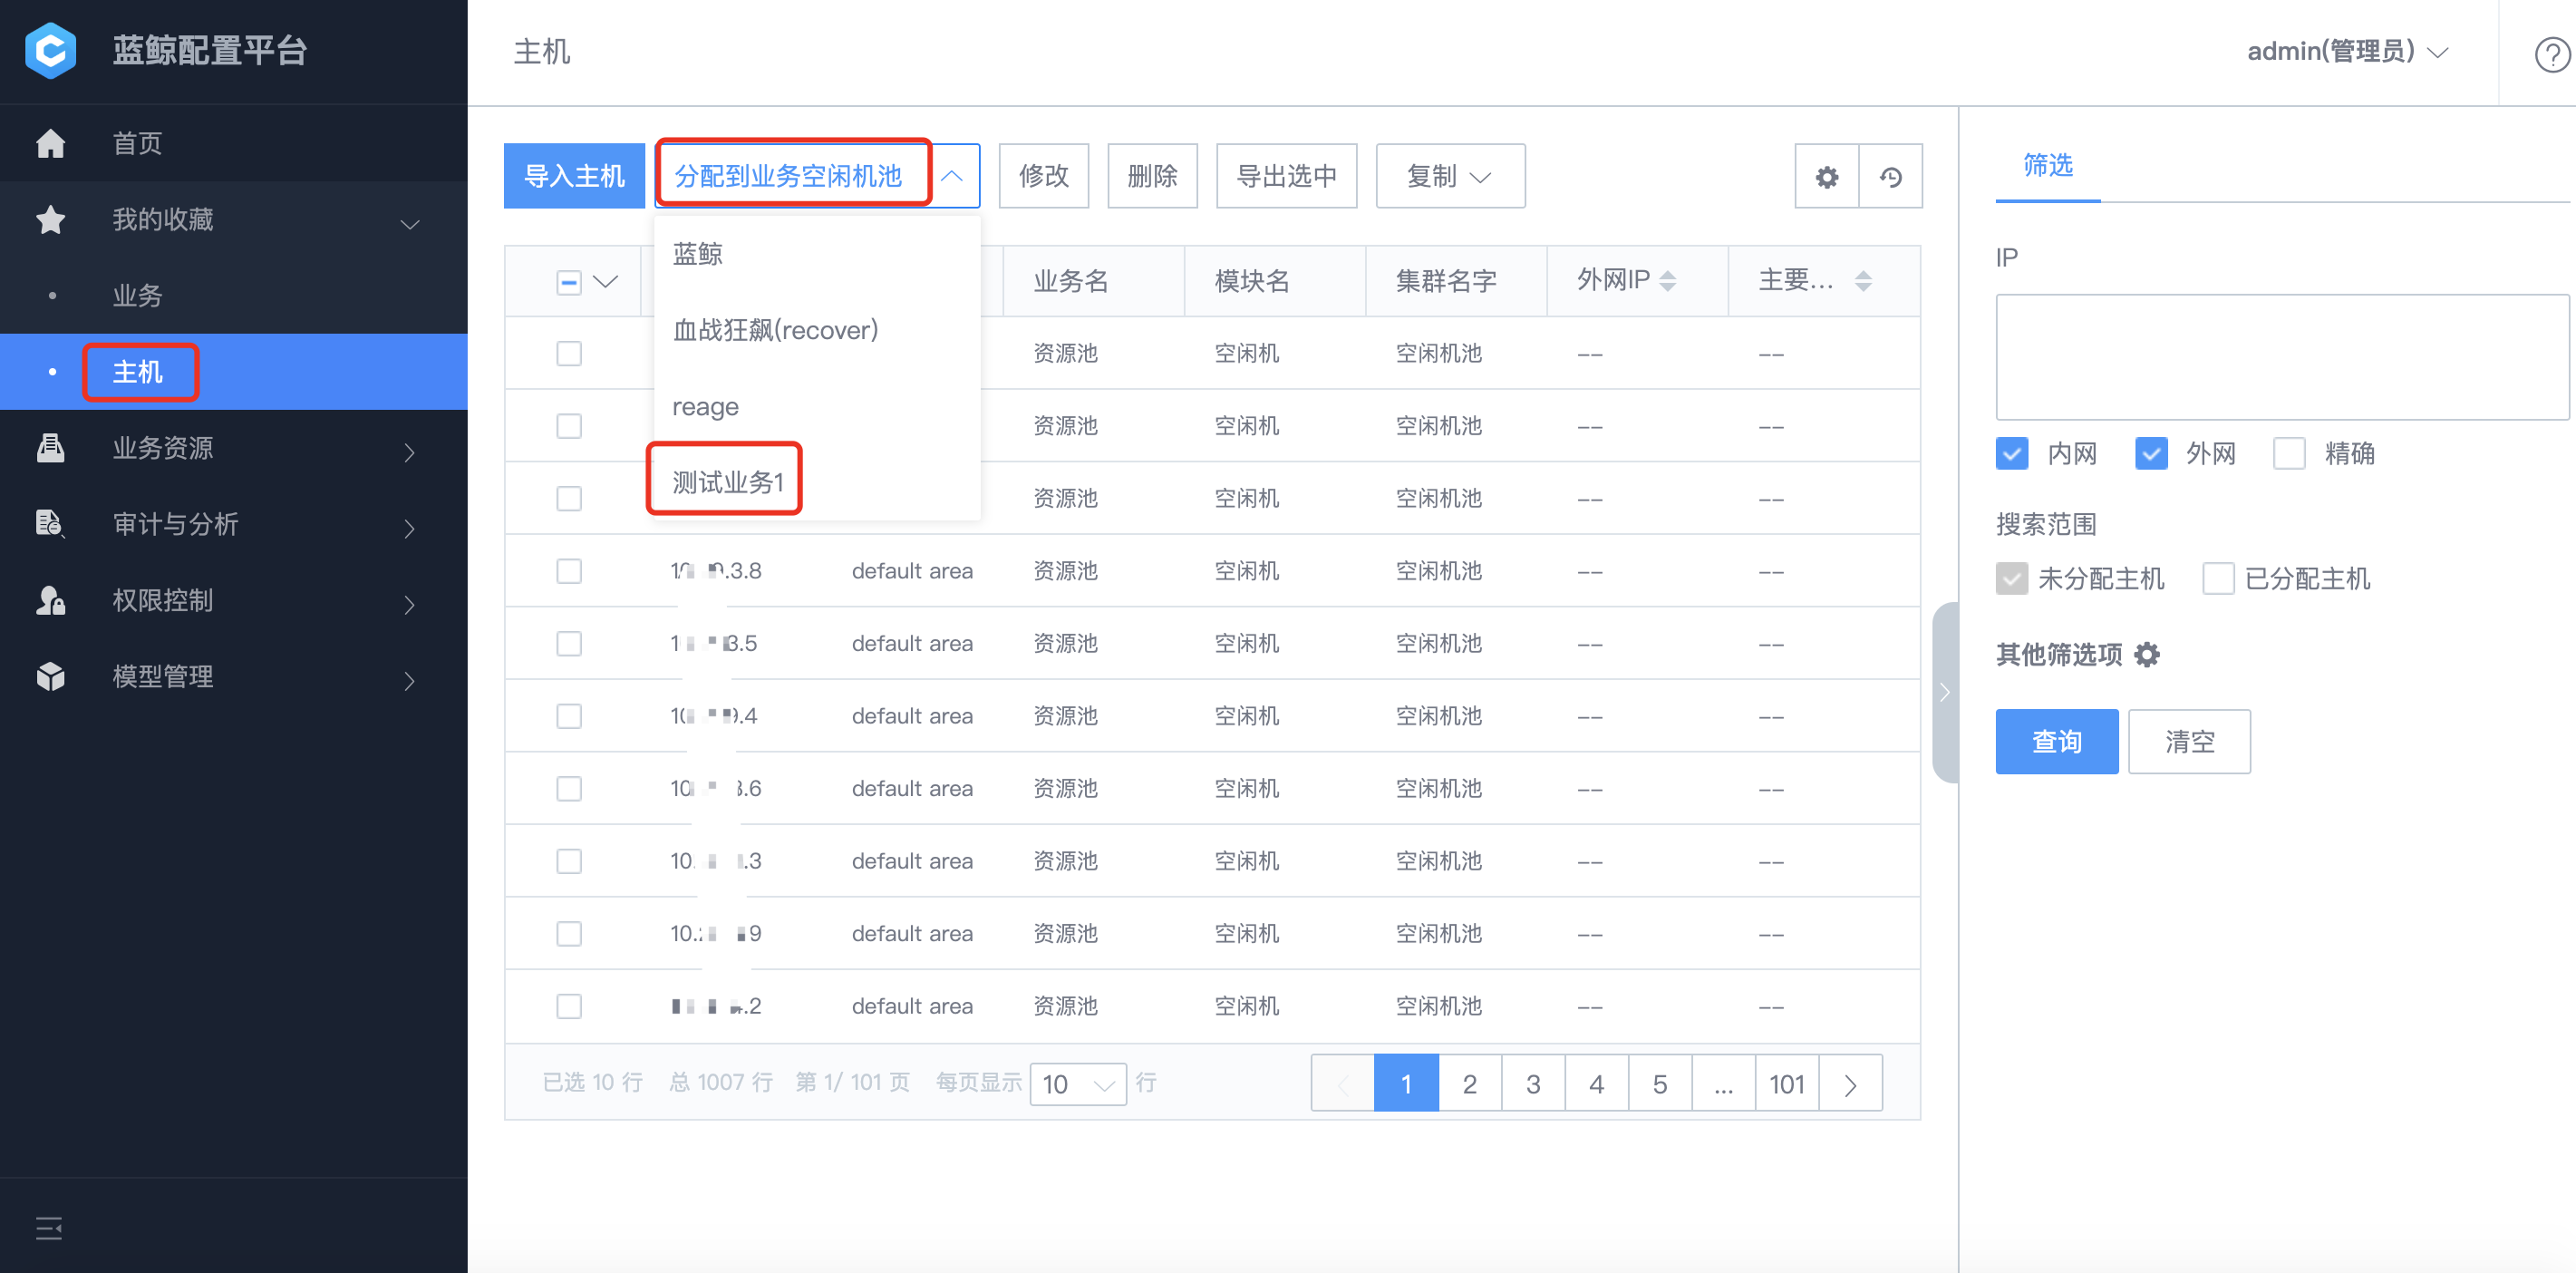 蓝鲸配置平台
首页
我的收藏
业务
主机
业务资源
审计与分析
权限控制
模型管理
主机
admin(管理员)
导入主机 分配到业务空闲机池 修改 删除 导出选中 复制
蓝鲸
血战狂飙(recover)
reage
测试业务1
业务名 模块名 集群名字 外网IP 主要...
资源池 空闲机 空闲机池 -- --
资源池 空闲机 空闲机池 -- --
资源池 空闲机 空闲机池 -- --
.3.8 default area 资源池 空闲机 空闲机池 -- --
3.5 default area 资源池 空闲机 空闲机池 -- --
.4 default area 资源池 空闲机 空闲机池 -- --
10 .6 default area 资源池 空闲机 空闲机池 -- --
10. .3 default area 资源池 空闲机 空闲机池 -- --
10. 9 default area 资源池 空闲机 空闲机池 -- --
.2 default area 资源池 空闲机 空闲机池 -- --
已选 10 行 总 1007 行 第 1/ 101 页 每页显示 10 行
1 2 3 4 5 ... 101
筛选
IP
内网 外网 精确
搜索范围
未分配主机 已分配主机
其他筛选项
查询 清空